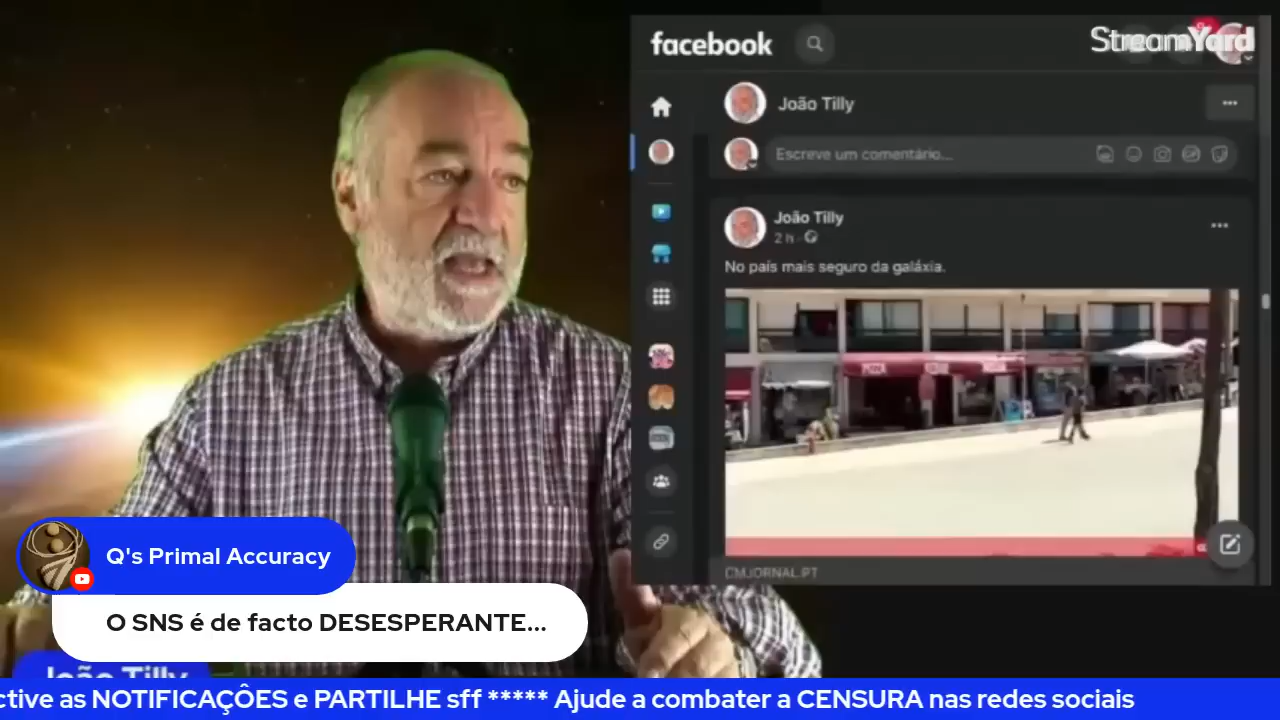 facebook
StreamYard
João Tilly
Escreve um comentário...
João Tilly
2 h
No país mais seguro da galáxia.
CMJORNAL.PT
Q's Primal Accuracy
O SNS é de facto DESESPERANTE...
João Tilly
ctive as NOTIFICAÇÔES e PARTILHE sff ***** Ajude a combater a CENSURA nas redes sociais